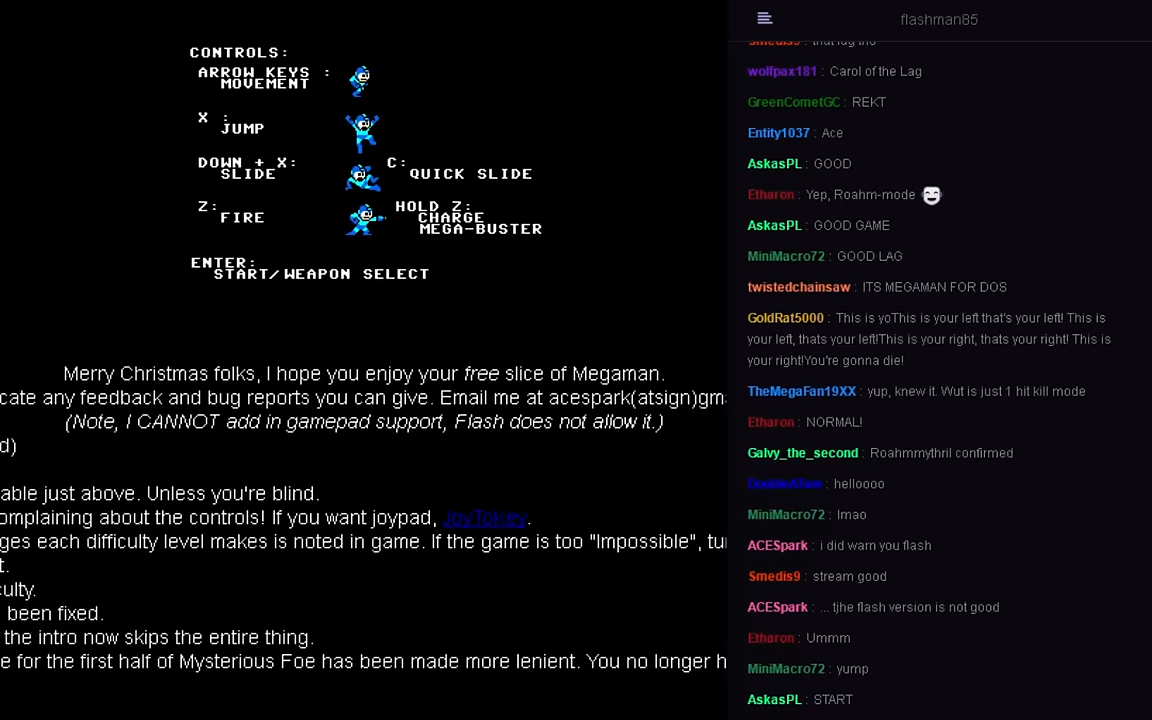 CONTROLS:
ARROW KEYS :
MOVEMENT
X :
JUMP
DOWN + X:
SLIDE
C:
QUICK SLIDE
Z:
FIRE
HOLD Z:
CHARGE
MEGA-BUSTER
ENTER:
START/WEAPON SELECT
Merry Christmas folks, I hope you enjoy your free slice of Megaman.
cate any feedback and bug reports you can give. Email me at acespark(atsign)gm
(Note, I CANNOT add in gamepad support, Flash does not allow it.)
d)
able just above. Unless you're blind.
omplaining about the controls! If you want joypad, JoyToKey.
ges each difficulty level makes is noted in game. If the game is too "Impossible", tu
t.
culty.
been fixed.
the intro now skips the entire thing.
e for the first half of Mysterious Foe has been made more lenient. You no longer h
flashman85
Smedis9 : that lag tho
wolfpax181 : Carol of the Lag
GreenCometGC : REKT
Entity1037 : Ace
AskasPL : GOOD
Etharon : Yep, Roahm-mode
AskasPL : GOOD GAME
MiniMacro72 : GOOD LAG
twistedchainsaw : ITS MEGAMAN FOR DOS
GoldRat5000 : This is yoThis is your left that's your left! This is
your left, thats your left!This is your right, thats your right! This is
your right!You're gonna die!
TheMegaFan19XX : yup, knew it. Wut is just 1 hit kill mode
Etharon : NORMAL!
Galvy_the_second : Roahmmythril confirmed
: helloooo
MiniMacro72 : lmao
ACESpark : i did warn you flash
Smedis9 : stream good
ACESpark : ... tjhe flash version is not good
Etharon : Ummm
MiniMacro72 : yump
AskasPL : START